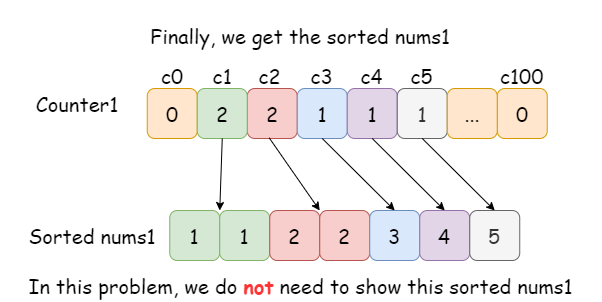 Finally, we get the sorted nums1
c0 c1 c2 c3 c4 c5 c100
Counter1 0 2 2 1 1 1 ... 0
Sorted nums1 1 1 2 2 3 4 5
In this problem, we do not need to show this sorted nums1